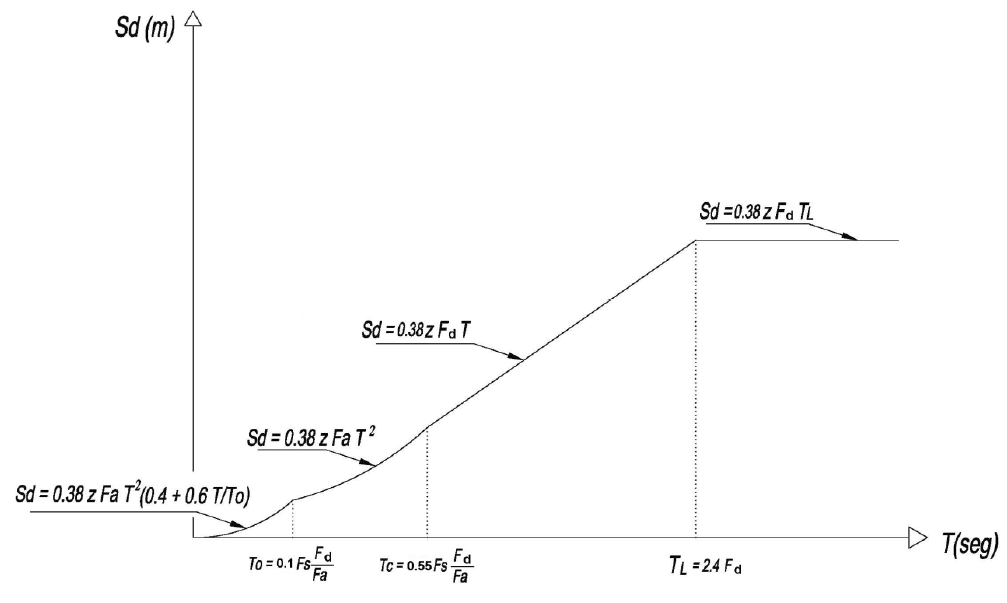 Sd (m)
Sd = 0.38 z Fd TL
Sd = 0.38 z Fd T
Sd = 0.38 z Fa T²
Sd = 0.38 z Fa T²(0.4 + 0.6 T/To)
To = 0.1 Fs Fd/Fa
Tc = 0.55 Fs Fd/Fa
TL = 2.4 Fd
T(seg)